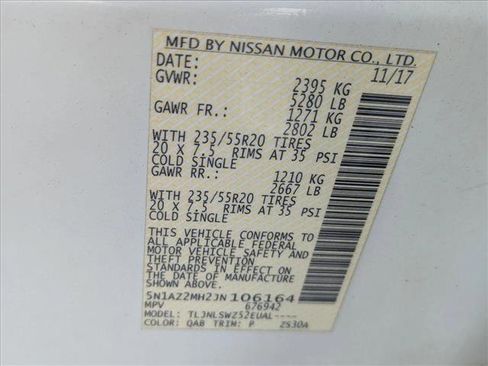 MFD BY NISSAN MOTOR CO., LTD.
DATE: 11/17
GVWR: 2395 KG
5280 LB
GAWR FR.: 1271 KG
2802 LB
WITH 235/55R20 TIRES
20 X 7.5 RIMS AT 35 PSI
COLD SINGLE
GAWR RR.: 1210 KG
2667 LB
WITH 235/55R20 TIRES
20 X 7.5 RIMS AT 35 PSI
COLD SINGLE
THIS VEHICLE CONFORMS TO
ALL APPLICABLE FEDERAL
MOTOR VEHICLE SAFETY
AND THEFT PREVENTION
STANDARDS IN EFFECT ON
THE DATE OF MANUFACTURE
SHOWN ABOVE.
5N1AZ2MH2JN106164
MPV 676942
MODEL: TLJNLSWZ52EUAL----
COLOR: QAB TRIM: P ZS30A